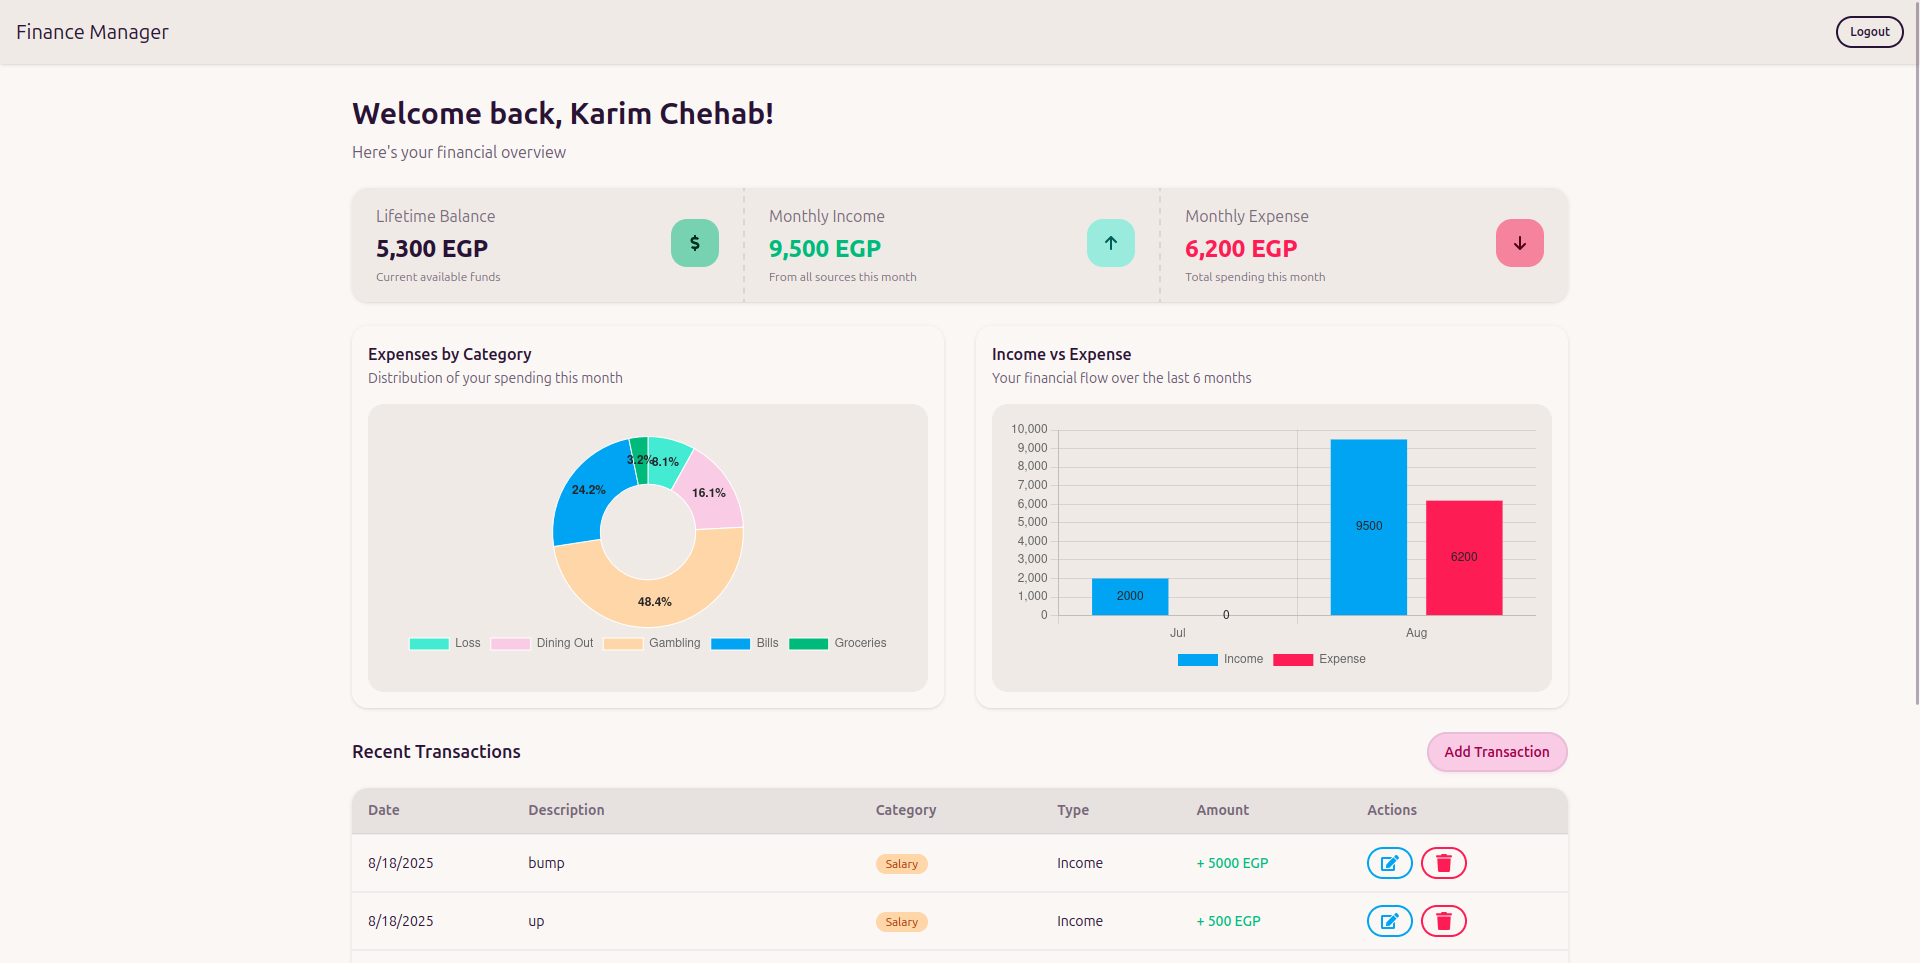 Finance Manager
Logout
Welcome back, Karim Chehab!
Here's your financial overview
Lifetime Balance
5,300 EGP
Current available funds
$
Monthly Income
9,500 EGP
From all sources this month
Monthly Expense
6,200 EGP
Total spending this month
Expenses by Category
Distribution of your spending this month
3.2% 8.1%
24.2% 16.1%
48.4%
Loss Dining Out Gambling Bills Groceries
Income vs Expense
Your financial flow over the last 6 months
10,000
9,000
8,000
7,000
6,000
5,000
4,000
3,000
2,000
1,000
0
2000
0
9500
6200
Jul Aug
Income Expense
Recent Transactions
Add Transaction
Date Description Category Type Amount Actions
8/18/2025 bump Salary Income + 5000 EGP
8/18/2025 up Salary Income + 500 EGP